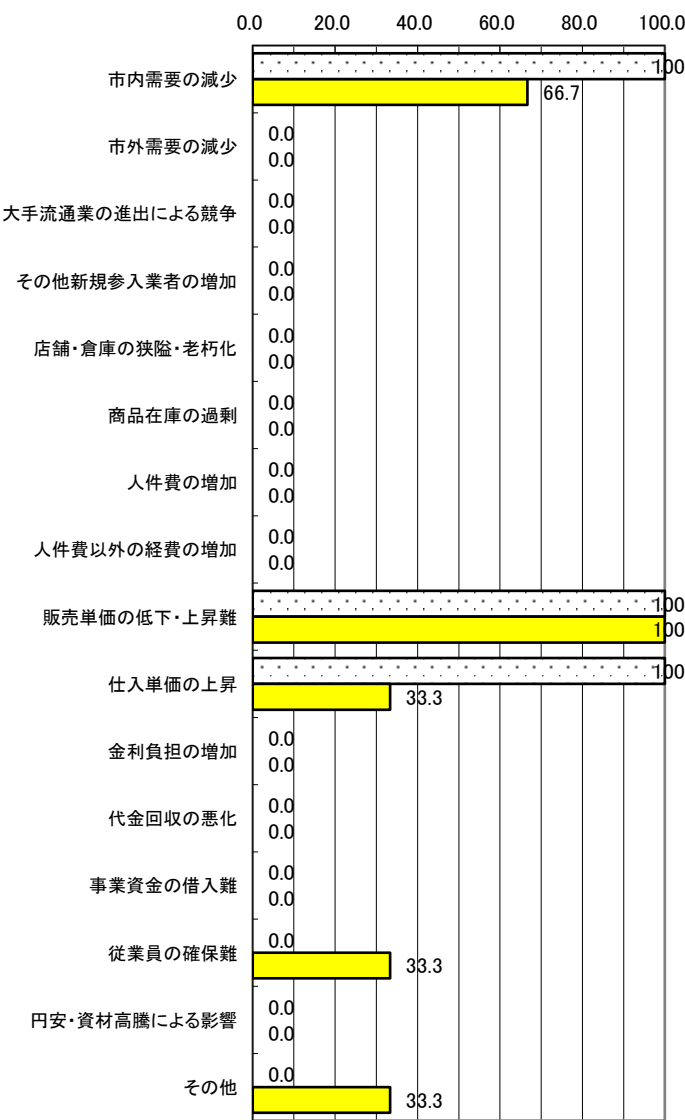 0.0 20.0 40.0 60.0 80.0 100.0
市内需要の減少 100
66.7
市外需要の減少 0.0
0.0
大手流通業の進出による競争 0.0
0.0
その他新規参入業者の増加 0.0
0.0
店舗・倉庫の狭隘・老朽化 0.0
0.0
商品在庫の過剰 0.0
0.0
人件費の増加 0.0
0.0
人件費以外の経費の増加 0.0
0.0
販売単価の低下・上昇難 100
100
仕入単価の上昇 100
33.3
金利負担の増加 0.0
0.0
代金回収の悪化 0.0
0.0
事業資金の借入難 0.0
0.0
従業員の確保難 0.0
33.3
円安・資材高騰による影響 0.0
0.0
その他 0.0
33.3